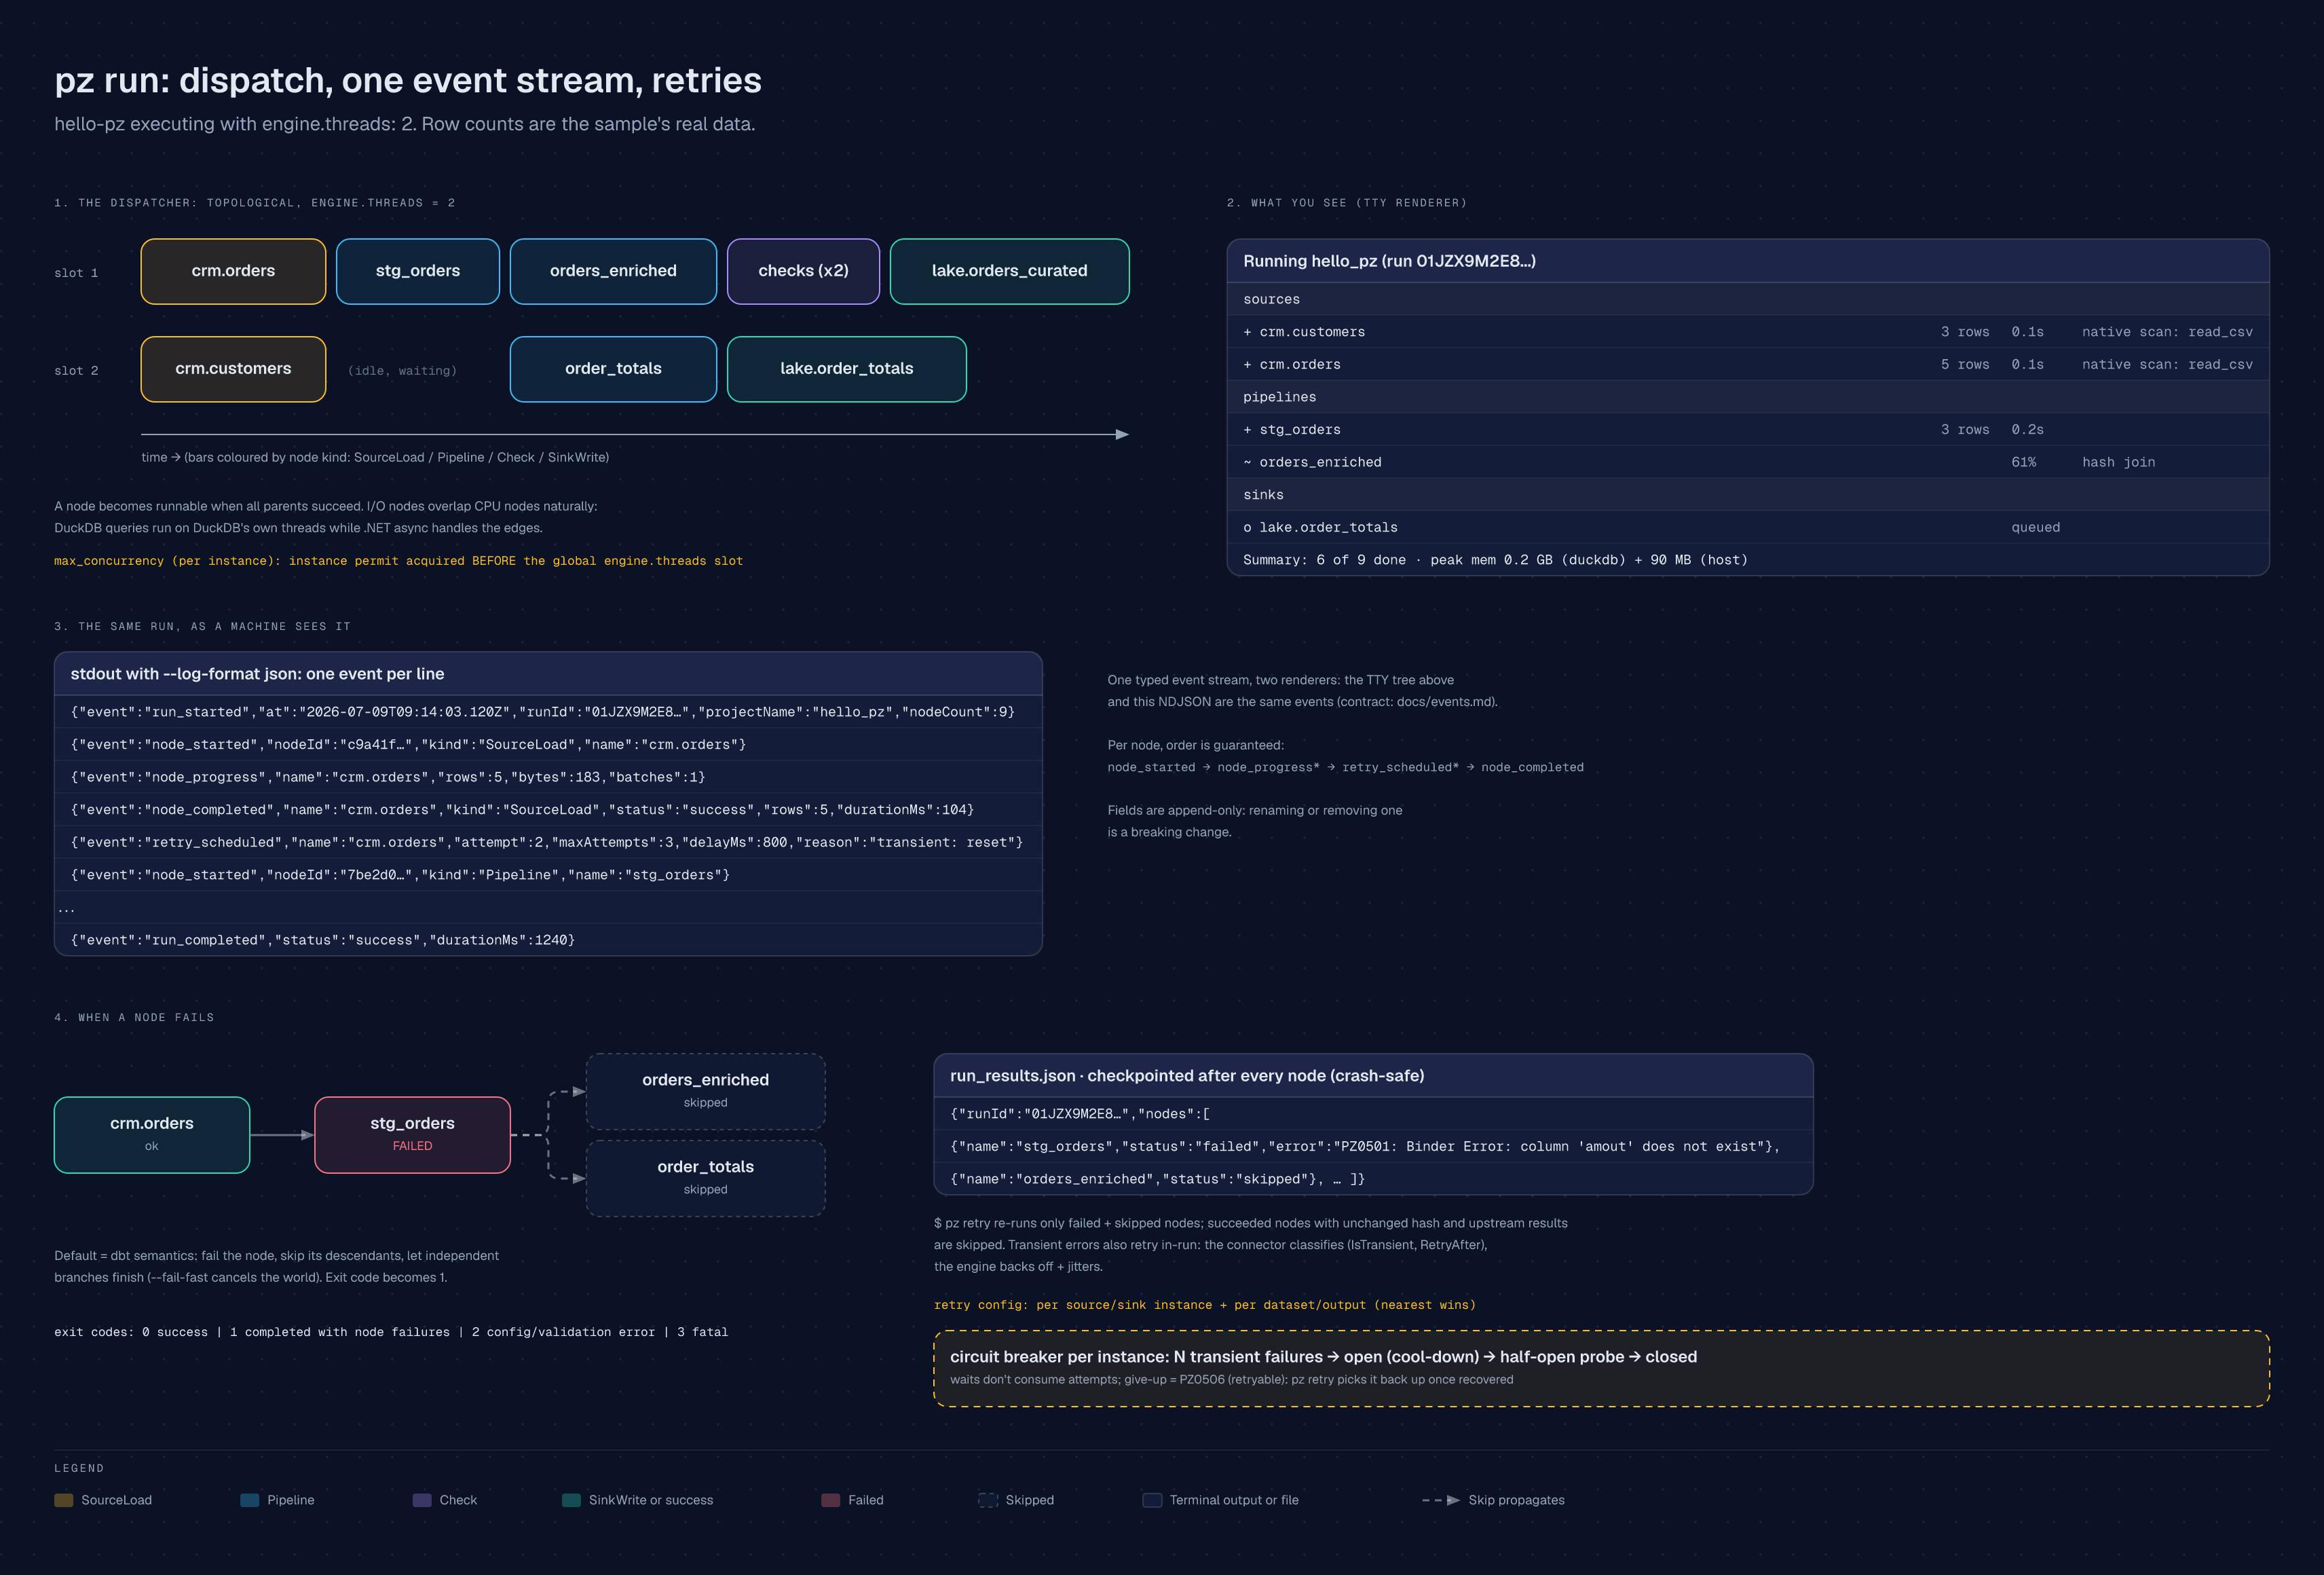 pz run: dispatch, one event stream, retries
hello-pz executing with engine.threads: 2. Row counts are the sample's real data.
1. THE DISPATCHER: TOPOLOGICAL, ENGINE.THREADS = 2
slot 1
crm.orders
stg_orders
orders_enriched
checks (x2)
lake.orders_curated
slot 2
crm.customers
(idle, waiting)
order_totals
lake.order_totals
time → (bars coloured by node kind: SourceLoad / Pipeline / Check / SinkWrite)
A node becomes runnable when all parents succeed. I/O nodes overlap CPU nodes naturally:
DuckDB queries run on DuckDB's own threads while .NET async handles the edges.
max_concurrency (per instance): instance permit acquired BEFORE the global engine.threads slot
2. WHAT YOU SEE (TTY RENDERER)
Running hello_pz (run 01JZX9M2E8…)
sources
+ crm.customers 3 rows 0.1s native scan: read_csv
+ crm.orders 5 rows 0.1s native scan: read_csv
pipelines
+ stg_orders 3 rows 0.2s
~ orders_enriched 61% hash join
sinks
o lake.order_totals queued
Summary: 6 of 9 done · peak mem 0.2 GB (duckdb) + 90 MB (host)
3. THE SAME RUN, AS A MACHINE SEES IT
stdout with --log-format json: one event per line
{"event":"run_started","at":"2026-07-09T09:14:03.120Z","runId":"01JZX9M2E8…","projectName":"hello_pz","nodeCount":9}
{"event":"node_started","nodeId":"c9a41f…","kind":"SourceLoad","name":"crm.orders"}
{"event":"node_progress","name":"crm.orders","rows":5,"bytes":183,"batches":1}
{"event":"node_completed","name":"crm.orders","kind":"SourceLoad","status":"success","rows":5,"durationMs":104}
{"event":"retry_scheduled","name":"crm.orders","attempt":2,"maxAttempts":3,"delayMs":800,"reason":"transient: reset"}
{"event":"node_started","nodeId":"7be2d0…","kind":"Pipeline","name":"stg_orders"}
...
{"event":"run_completed","status":"success","durationMs":1240}
One typed event stream, two renderers: the TTY tree above
and this NDJSON are the same events (contract: docs/events.md).
Per node, order is guaranteed:
node_started → node_progress* → retry_scheduled* → node_completed
Fields are append-only: renaming or removing one
is a breaking change.
4. WHEN A NODE FAILS
crm.orders
ok
stg_orders
FAILED
orders_enriched
skipped
order_totals
skipped
Default = dbt semantics: fail the node, skip its descendants, let independent
branches finish (--fail-fast cancels the world). Exit code becomes 1.
exit codes: 0 success | 1 completed with node failures | 2 config/validation error | 3 fatal
run_results.json · checkpointed after every node (crash-safe)
{"runId":"01JZX9M2E8…","nodes":[
{"name":"stg_orders","status":"failed","error":"PZ0501: Binder Error: column 'amout' does not exist"},
{"name":"orders_enriched","status":"skipped"}, … ]}
$ pz retry re-runs only failed + skipped nodes; succeeded nodes with unchanged hash and upstream results
are skipped. Transient errors also retry in-run: the connector classifies (IsTransient, RetryAfter),
the engine backs off + jitters.
retry config: per source/sink instance + per dataset/output (nearest wins)
circuit breaker per instance: N transient failures → open (cool-down) → half-open probe → closed
waits don't consume attempts; give-up = PZ0506 (retryable): pz retry picks it back up once recovered
LEGEND
SourceLoad
Pipeline
Check
SinkWrite or success
Failed
Skipped
Terminal output or file
Skip propagates